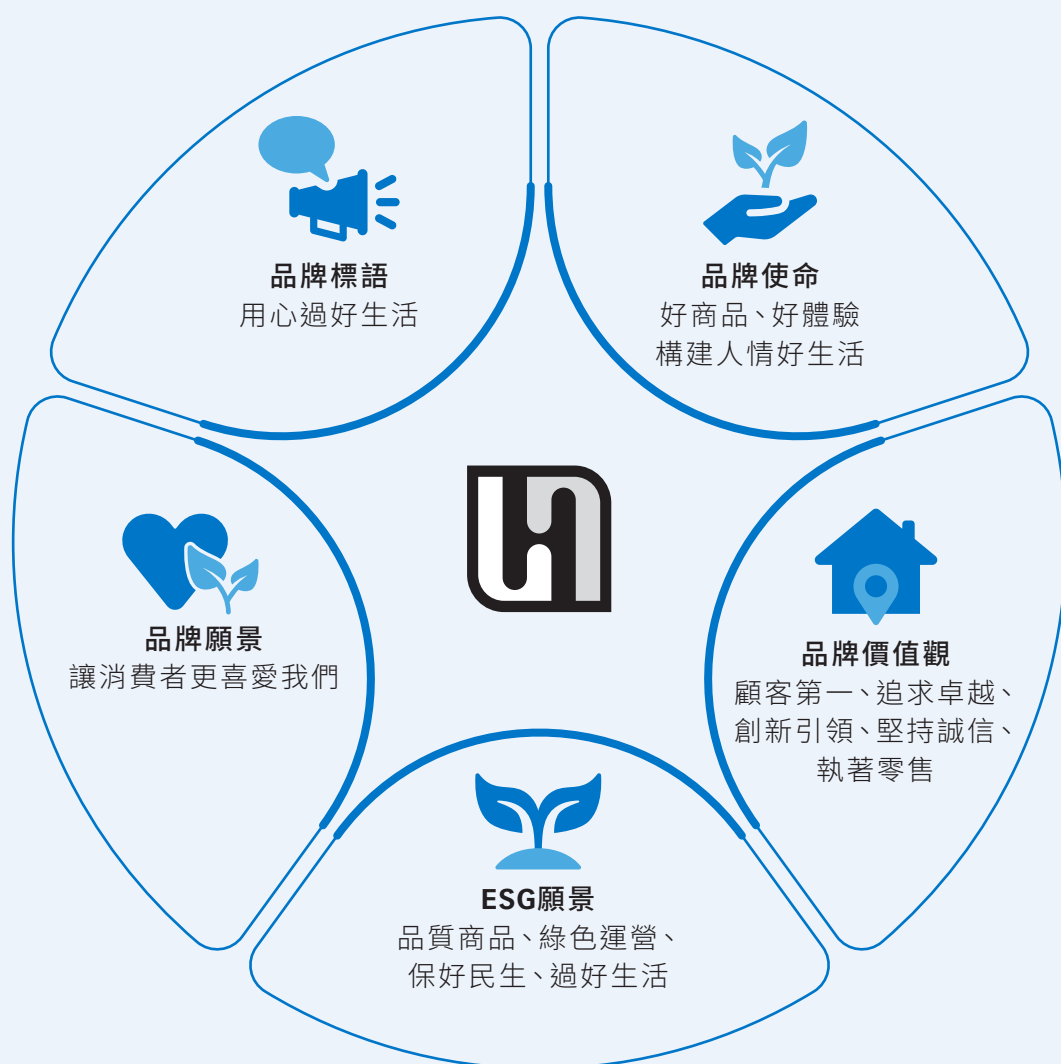 品牌標語
用心過好生活
品牌使命
好商品、好體驗
構建人情好生活
品牌願景
讓消費者更喜愛我們
品牌價值觀
顧客第一、追求卓越、
創新引領、堅持誠信、
執著零售
ESG願景
品質商品、綠色運營、
保好民生、過好生活